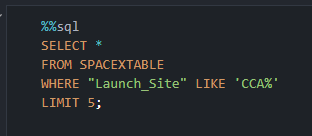 %%sql
SELECT *
FROM SPACEXTABLE
WHERE "Launch_Site" LIKE 'CCA%'
LIMIT 5;